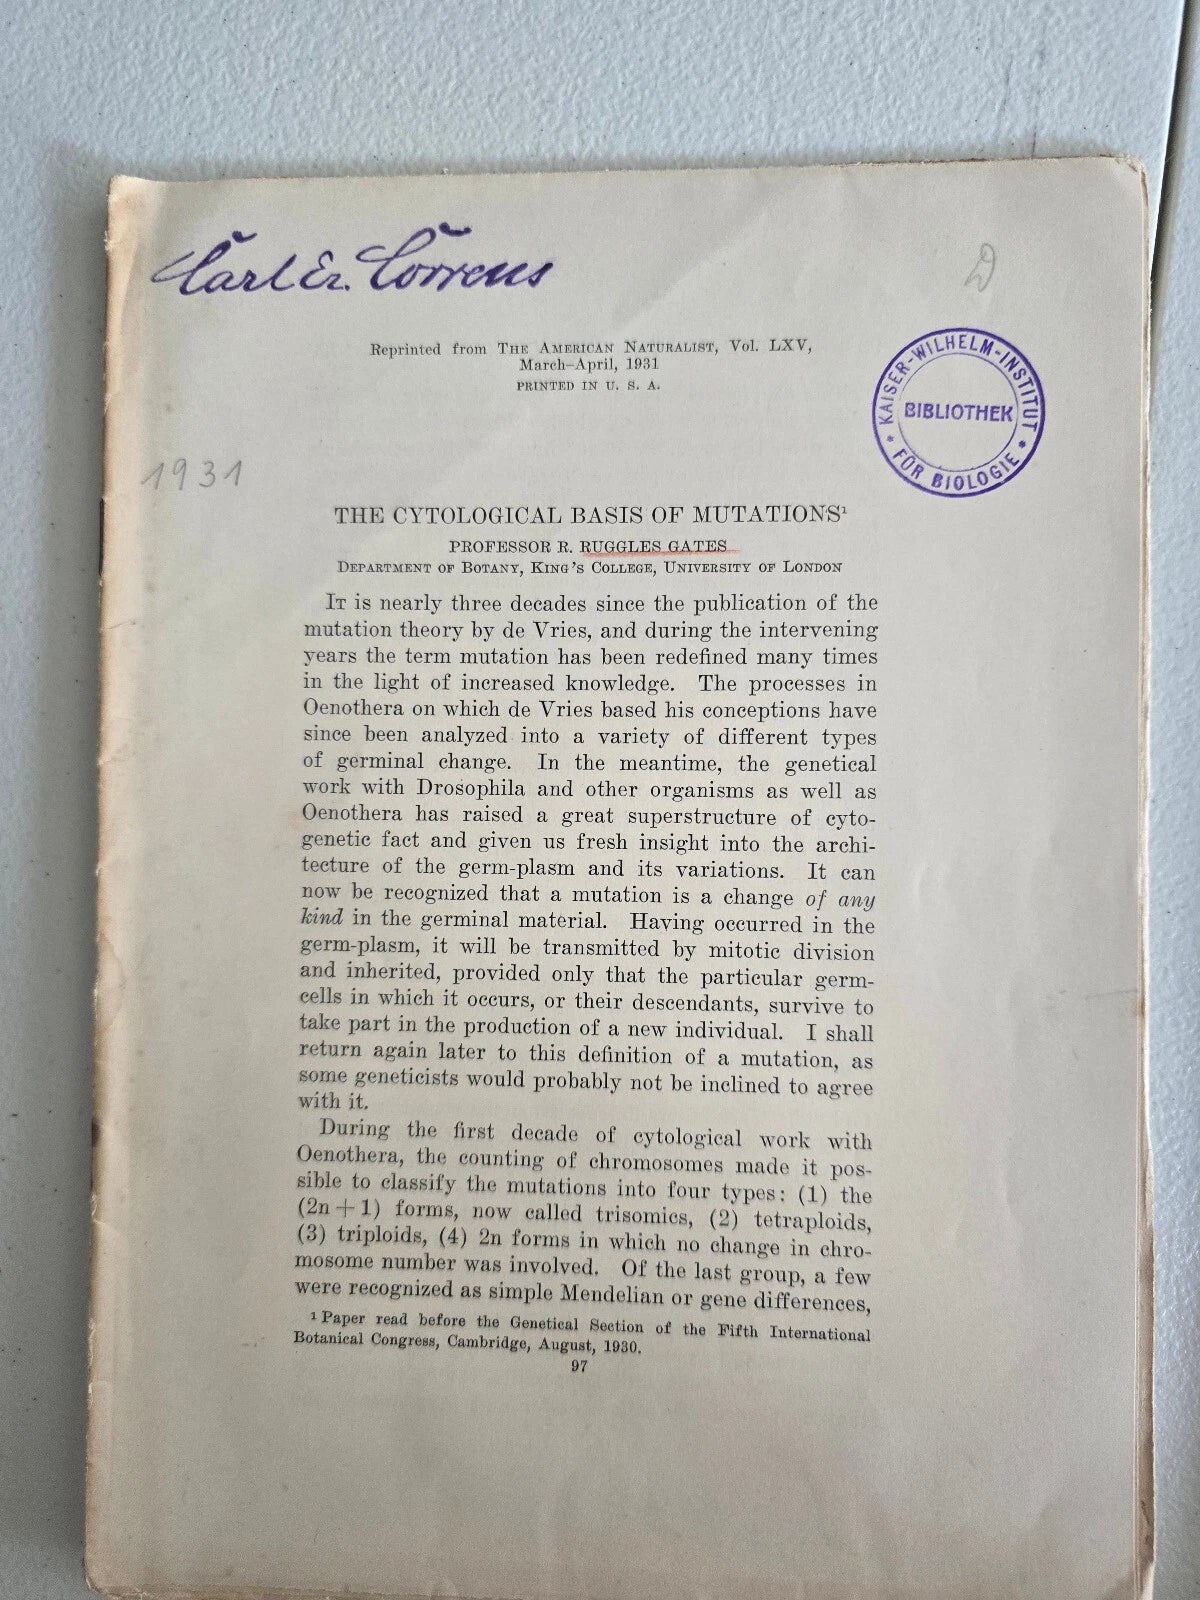 Carl Er. Correns
D
Reprinted from THE AMERICAN NATURALIST, Vol. LXV,
March–April, 1931
PRINTED IN U. S. A.
KAISER-WILHELM-INSTITUT
BIBLIOTHEK
* FÜR BIOLOGIE *
1931
THE CYTOLOGICAL BASIS OF MUTATIONS¹
PROFESSOR R. RUGGLES GATES
DEPARTMENT OF BOTANY, KING'S COLLEGE, UNIVERSITY OF LONDON
IT is nearly three decades since the publication of the
mutation theory by de Vries, and during the intervening
years the term mutation has been redefined many times
in the light of increased knowledge. The processes in
Oenothera on which de Vries based his conceptions have
since been analyzed into a variety of different types
of germinal change. In the meantime, the genetical
work with Drosophila and other organisms as well as
Oenothera has raised a great superstructure of cyto-
genetic fact and given us fresh insight into the archi-
tecture of the germ-plasm and its variations. It can
now be recognized that a mutation is a change of any
kind in the germinal material. Having occurred in the
germ-plasm, it will be transmitted by mitotic division
and inherited, provided only that the particular germ-
cells in which it occurs, or their descendants, survive to
take part in the production of a new individual. I shall
return again later to this definition of a mutation, as
some geneticists would probably not be inclined to agree
with it.
During the first decade of cytological work with
Oenothera, the counting of chromosomes made it pos-
sible to classify the mutations into four types: (1) the
(2n + 1) forms, now called trisomics, (2) tetraploids,
(3) triploids, (4) 2n forms in which no change in chro-
mosome number was involved. Of the last group, a few
were recognized as simple Mendelian or gene differences,
¹ Paper read before the Genetical Section of the Fifth International
Botanical Congress, Cambridge, August, 1930.
97